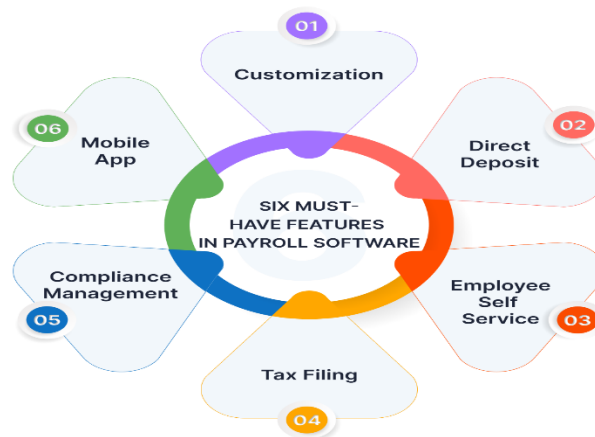 01
Customization
02
Direct
Deposit
03
Employee
Self
Service
04
Tax Filing
05
Compliance
Management
06
Mobile
App
SIX MUST-
HAVE FEATURES
IN PAYROLL SOFTWARE